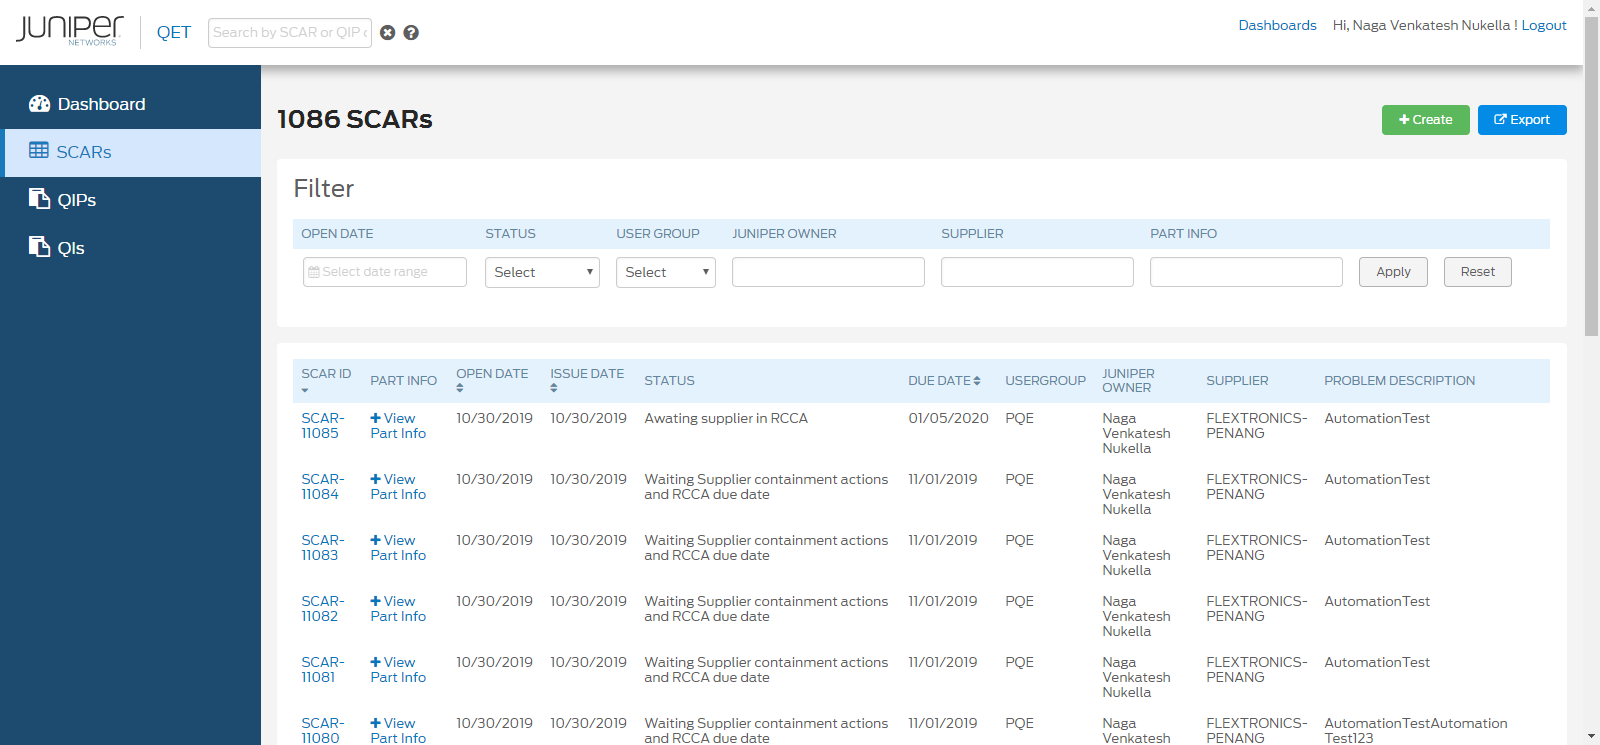 JUNIPER
NETWORKS
QET
Search by SCAR or QIP
Dashboards
Hi, Naga Venkatesh Nukella ! Logout
Dashboard
SCARs
QIPs
QIs
1086 SCARs
Create
Export
Filter
OPEN DATE STATUS USER GROUP JUNIPER OWNER SUPPLIER PART INFO
Select date range Select Select Apply Reset
SCAR ID PART INFO OPEN DATE ISSUE DATE STATUS DUE DATE USERGROUP JUNIPER SUPPLIER PROBLEM DESCRIPTION
OWNER
SCAR- View 10/30/2019 10/30/2019 Awating supplier in RCCA 01/05/2020 PQE Naga FLEXTRONICS- AutomationTest
11085 Part Info Venkatesh PENANG
Nukella
SCAR- View 10/30/2019 10/30/2019 Waiting Supplier containment actions 11/01/2019 PQE Naga FLEXTRONICS- AutomationTest
11084 Part Info and RCCA due date Venkatesh PENANG
Nukella
SCAR- View 10/30/2019 10/30/2019 Waiting Supplier containment actions 11/01/2019 PQE Naga FLEXTRONICS- AutomationTest
11083 Part Info and RCCA due date Venkatesh PENANG
Nukella
SCAR- View 10/30/2019 10/30/2019 Waiting Supplier containment actions 11/01/2019 PQE Naga FLEXTRONICS- AutomationTest
11082 Part Info and RCCA due date Venkatesh PENANG
Nukella
SCAR- View 10/30/2019 10/30/2019 Waiting Supplier containment actions 11/01/2019 PQE Naga FLEXTRONICS- AutomationTest
11081 Part Info and RCCA due date Venkatesh PENANG
Nukella
SCAR- View 10/30/2019 10/30/2019 Waiting Supplier containment actions 11/01/2019 PQE Naga FLEXTRONICS- AutomationTestAutomation
11080 Part Info and RCCA due date Venkatesh PENANG Test123